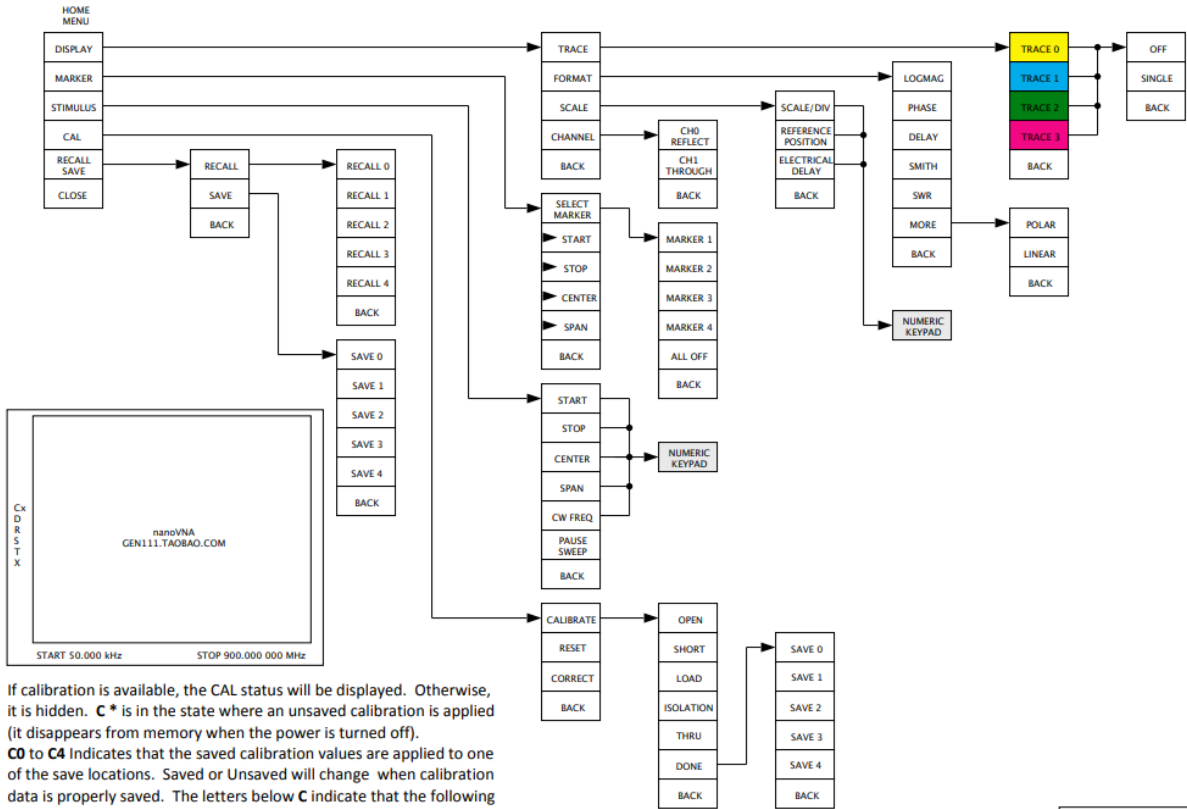 HOME
MENU
DISPLAY
MARKER
STIMULUS
CAL
RECALL
SAVE
CLOSE
RECALL
SAVE
BACK
RECALL 0
RECALL 1
RECALL 2
RECALL 3
RECALL 4
BACK
SAVE 0
SAVE 1
SAVE 2
SAVE 3
SAVE 4
BACK
TRACE
FORMAT
SCALE
CHANNEL
BACK
CH0
REFLECT
CH1
THROUGH
BACK
SCALE/DIV
REFERENCE
POSITION
ELECTRICAL
DELAY
BACK
LOGMAG
PHASE
DELAY
SMITH
SWR
MORE
BACK
TRACE 0
TRACE 1
TRACE 2
TRACE 3
BACK
OFF
SINGLE
BACK
POLAR
LINEAR
BACK
NUMERIC
KEYPAD
SELECT
MARKER
START
STOP
CENTER
SPAN
BACK
MARKER 1
MARKER 2
MARKER 3
MARKER 4
ALL OFF
BACK
START
STOP
CENTER
SPAN
CW FREQ
PAUSE
SWEEP
BACK
NUMERIC
KEYPAD
CALIBRATE
RESET
CORRECT
BACK
OPEN
SHORT
LOAD
ISOLATION
THRU
DONE
BACK
SAVE 0
SAVE 1
SAVE 2
SAVE 3
SAVE 4
BACK
Cx
D
R
S
T
X
nanoVNA
GEN111.TAOBAO.COM
START 50.000 kHz STOP 900.000 000 MHz
If calibration is available, the CAL status will be displayed. Otherwise,
it is hidden. C * is in the state where an unsaved calibration is applied
(it disappears from memory when the power is turned off).
C0 to C4 Indicates that the saved calibration values are applied to one
of the save locations. Saved or Unsaved will change when calibration
data is properly saved. The letters below C indicate that the following